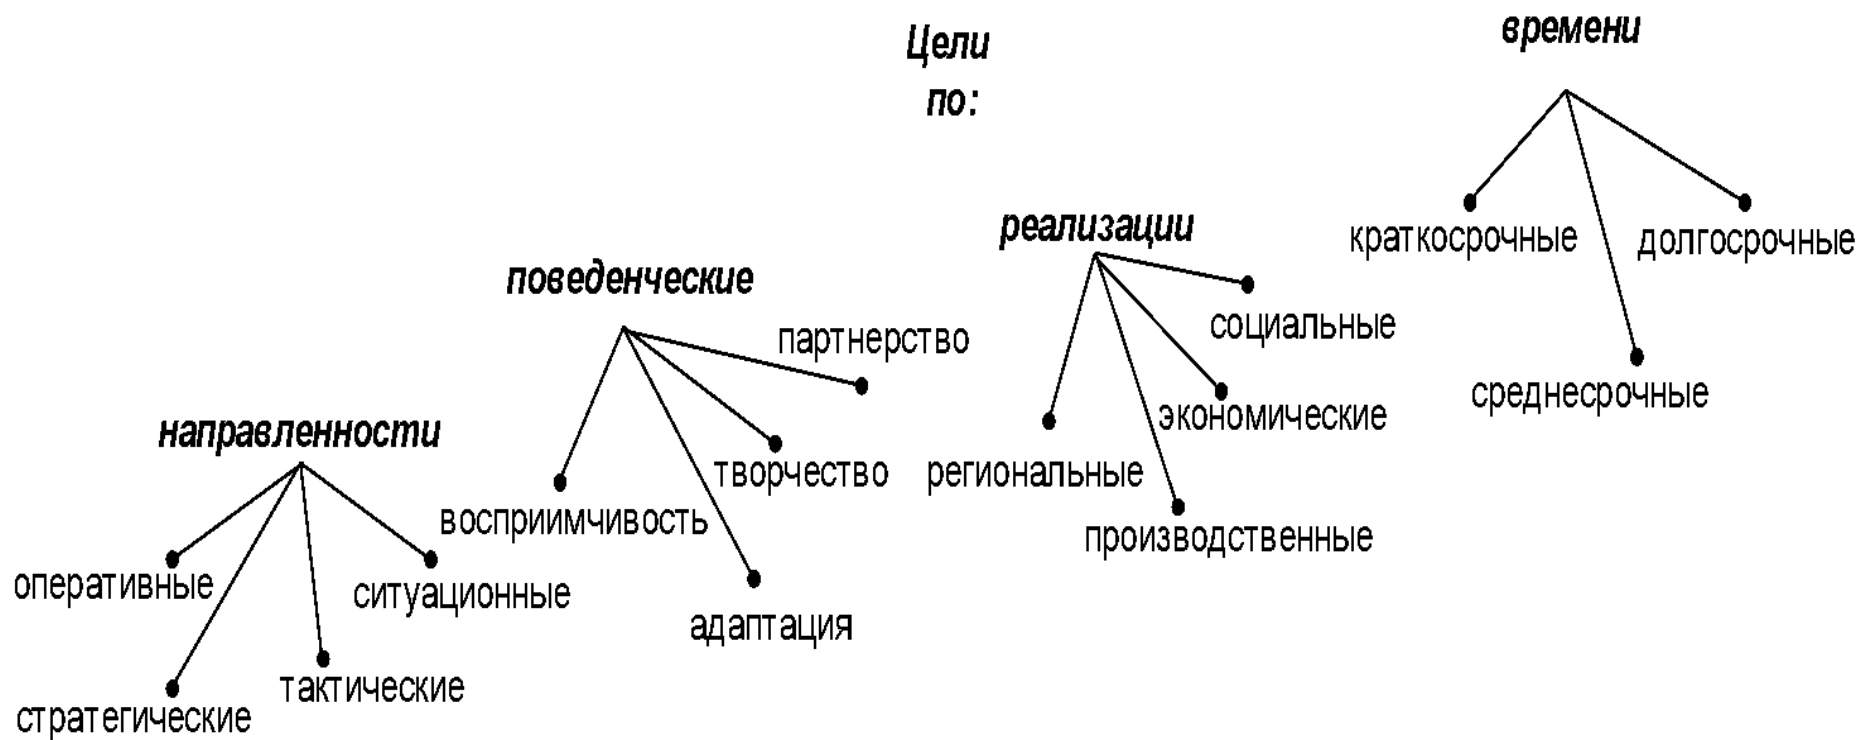 Цели
по:
времени
краткосрочные
долгосрочные
среднесрочные
реализации
социальные
экономические
региональные
производственные
поведенческие
партнерство
творчество
восприимчивость
адаптация
направленности
оперативные
ситуационные
тактические
стратегические